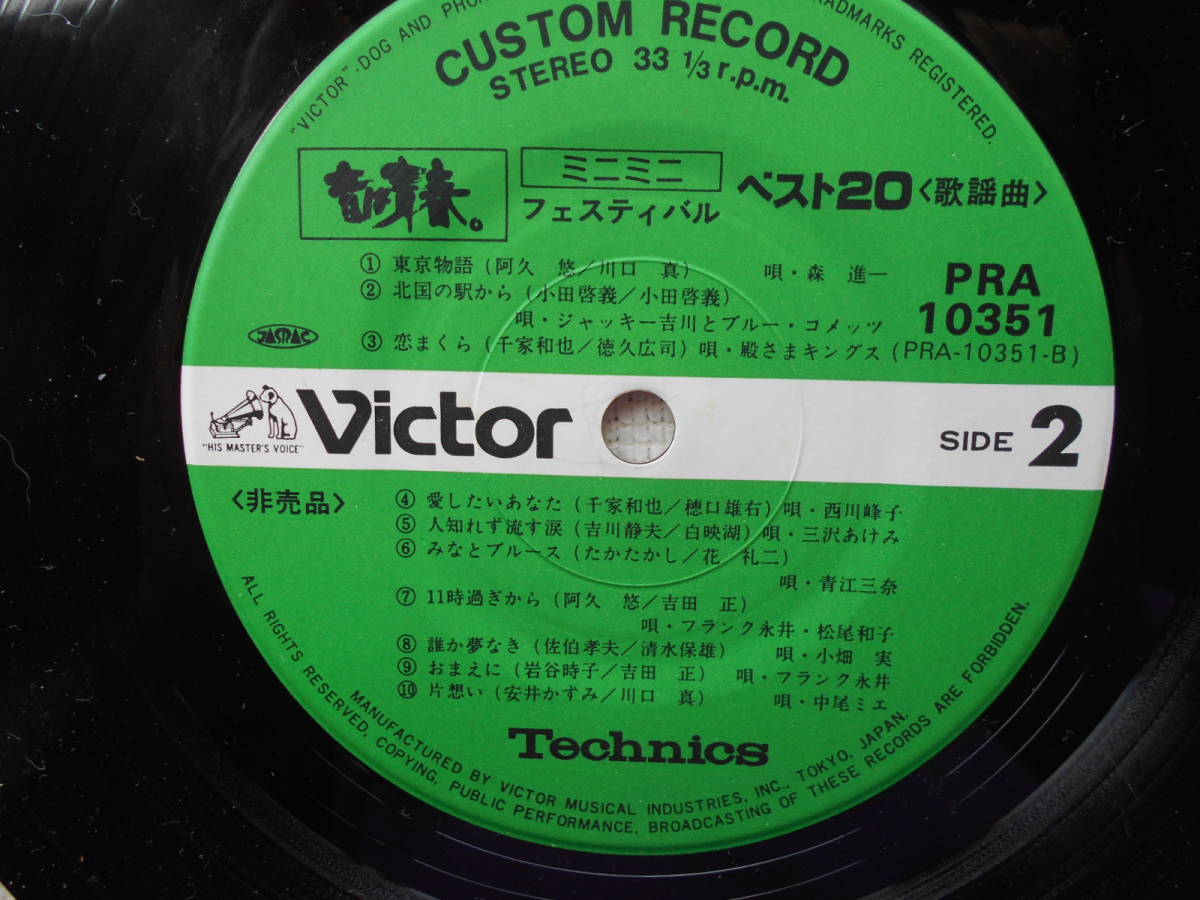 "VICTOR"-DOG AND PHON
RADMARKS REGISTERED.
CUSTOM RECORD
STEREO 33 1/3 r.p.m.
音は青春。
ミニミニ
フェスティバル
ベスト20〈歌謡曲〉
① 東京物語(阿久 悠/川口 真) 唄・森 進一
② 北国の駅から(小田啓義/小田啓義)
唄・ジャッキー吉川とブルー・コメッツ
③ 恋まくら(千家和也/徳久広司)唄・殿さまキングス(PRA-10351-B)
PRA
10351
JASRAC
"HIS MASTER'S VOICE"
Victor
SIDE 2
〈非売品〉
④ 愛したいあなた(千家和也/穂口雄右)唄・西川峰子
⑤ 人知れず流す涙(吉川静夫/白映湖)唄・三沢あけみ
⑥ みなとブルース(たかたかし/花 礼二)
唄・青江三奈
⑦ 11時過ぎから(阿久 悠/吉田 正)
唄・フランク永井・松尾和子
⑧ 誰か夢なき(佐伯孝夫/清水保雄) 唄・小畑 実
⑨ おまえに(岩谷時子/吉田 正) 唄・フランク永井
⑩ 片想い(安井かずみ/川口 真) 唄・中尾ミエ
Technics
MANUFACTURED BY VICTOR MUSICAL INDUSTRIES, INC., TOKYO, JAPAN.
ALL RIGHTS RESERVED, COPYING, PUBLIC PERFORMANCE, BROADCASTING OF THESE RECORDS ARE FORBIDDEN.